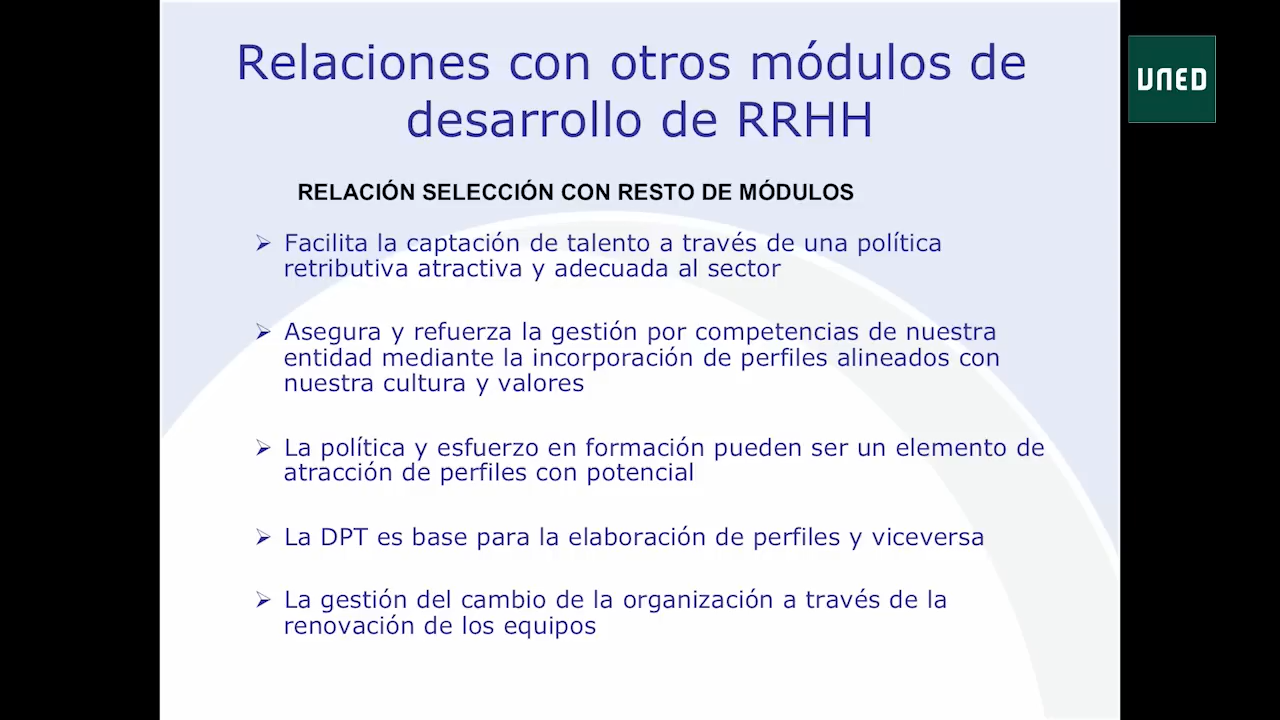 Relaciones con otros módulos de
desarrollo de RRHH
UNED
RELACIÓN SELECCIÓN CON RESTO DE MÓDULOS
➢ Facilita la captación de talento a través de una política
retributiva atractiva y adecuada al sector
➢ Asegura y refuerza la gestión por competencias de nuestra
entidad mediante la incorporación de perfiles alineados con
nuestra cultura y valores
➢ La política y esfuerzo en formación pueden ser un elemento de
atracción de perfiles con potencial
➢ La DPT es base para la elaboración de perfiles y viceversa
➢ La gestión del cambio de la organización a través de la
renovación de los equipos